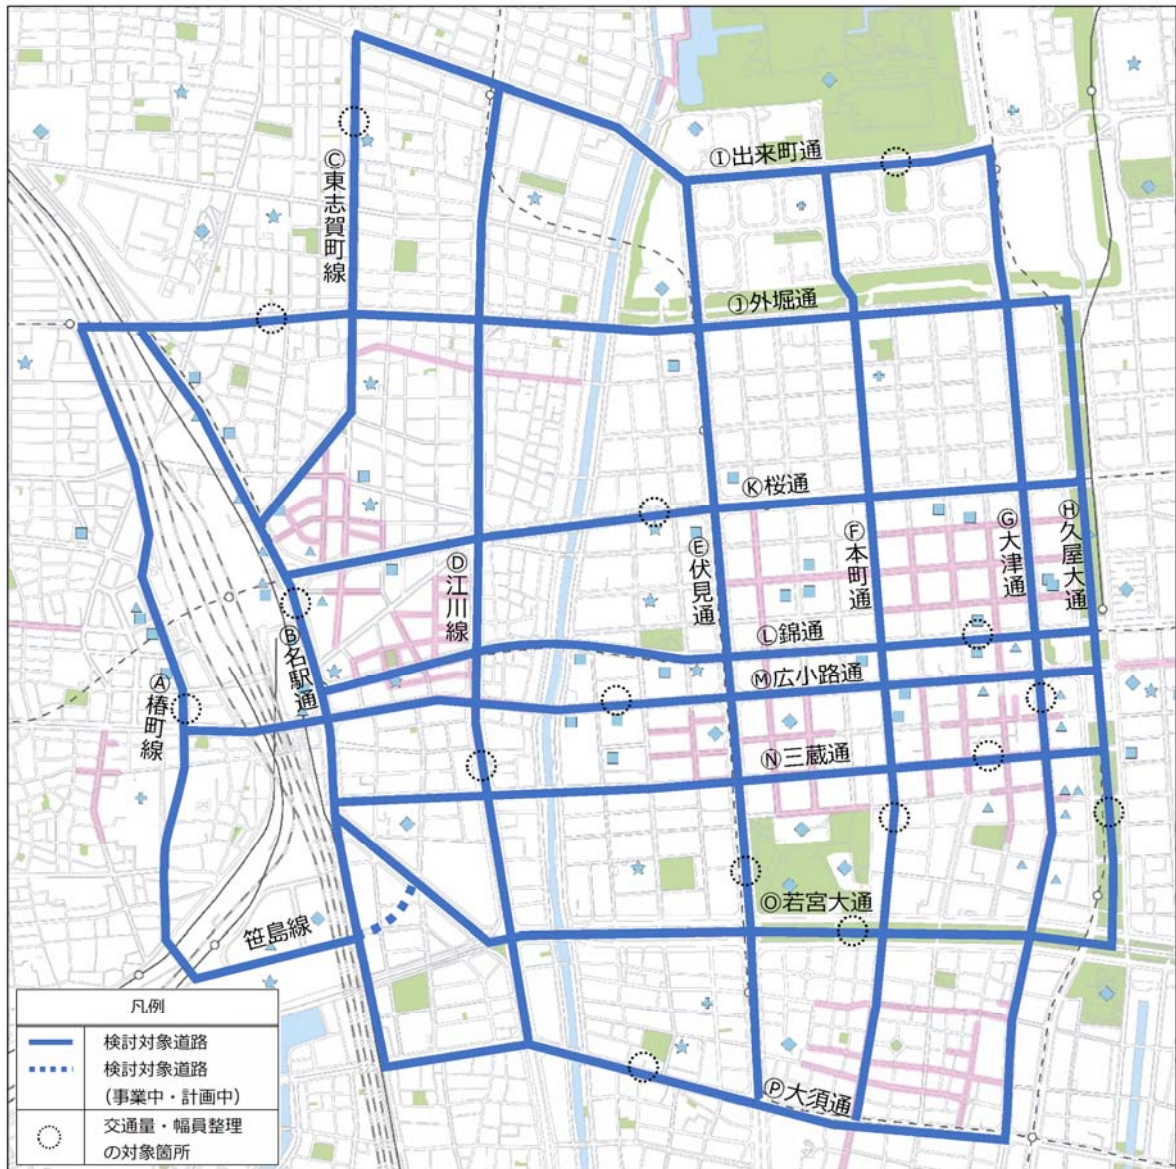 Ⓘ出来町通
Ⓒ東志賀町線
Ⓙ外堀通
Ⓚ桜通
Ⓔ伏見通
Ⓕ本町通
Ⓖ大津通
Ⓗ久屋大通
Ⓓ江川線
Ⓛ錦通
Ⓑ名駅通
Ⓜ広小路通
Ⓐ椿町線
Ⓝ三蔵通
Ⓞ若宮大通
笹島線
Ⓟ大須通
凡例
検討対象道路
検討対象道路
(事業中・計画中)
交通量・幅員整理
の対象箇所